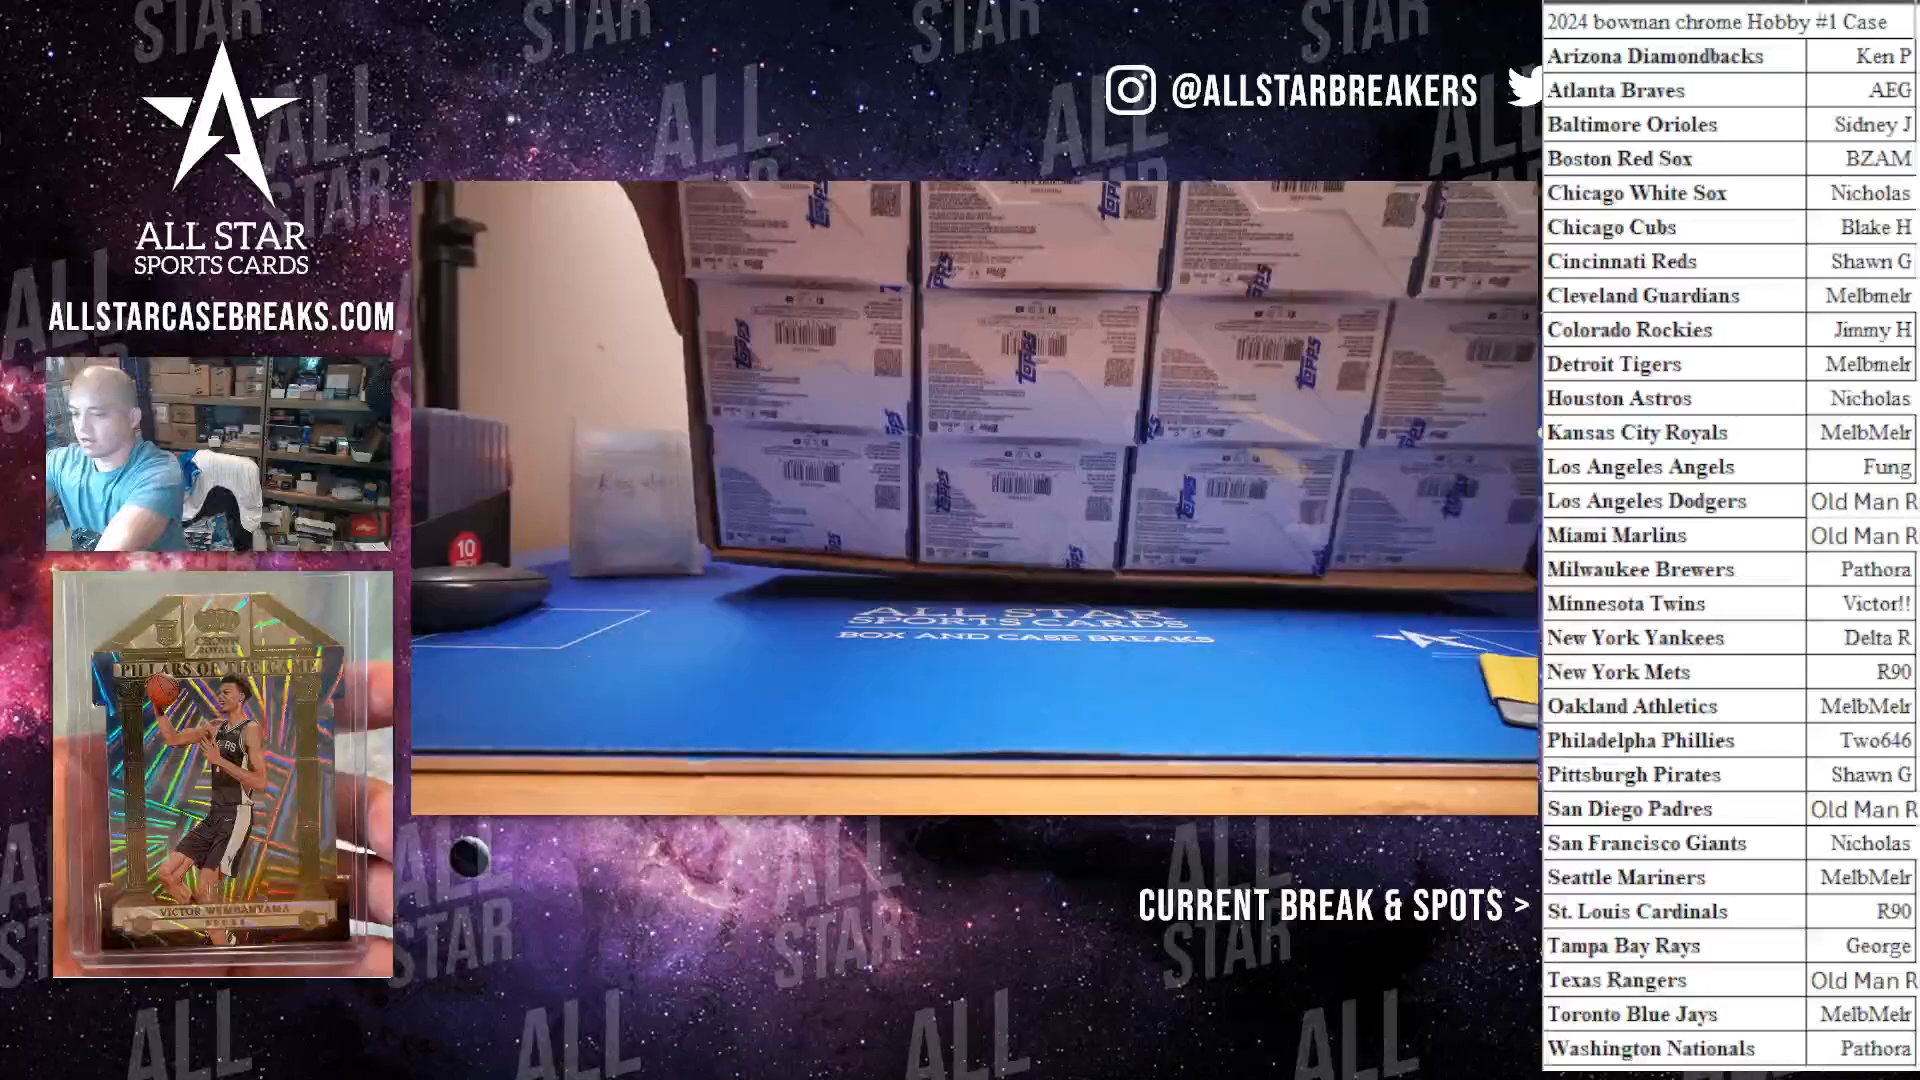 ALL STAR
SPORTS CARDS
ALLSTARCASEBREAKS.COM
@ALLSTARBREAKERS
topps
10
ALL STAR
SPORTS CARDS
BOX AND CASE BREAKS
CROWN
ROYALE
PILLARS OF THE GAME
VICTOR WEMBANYAMA
SPURS
CURRENT BREAK & SPOTS >
2024 bowman chrome Hobby #1 Case
Arizona Diamondbacks Ken P
Atlanta Braves AEG
Baltimore Orioles Sidney J
Boston Red Sox BZAM
Chicago White Sox Nicholas
Chicago Cubs Blake H
Cincinnati Reds Shawn G
Cleveland Guardians Melbmelr
Colorado Rockies Jimmy H
Detroit Tigers Melbmelr
Houston Astros Nicholas
Kansas City Royals MelbMelr
Los Angeles Angels Fung
Los Angeles Dodgers Old Man R
Miami Marlins Old Man R
Milwaukee Brewers Pathora
Minnesota Twins Victor!!
New York Yankees Delta R
New York Mets R90
Oakland Athletics MelbMelr
Philadelpha Phillies Two646
Pittsburgh Pirates Shawn G
San Diego Padres Old Man R
San Francisco Giants Nicholas
Seattle Mariners MelbMelr
St. Louis Cardinals R90
Tampa Bay Rays George
Texas Rangers Old Man R
Toronto Blue Jays MelbMelr
Washington Nationals Pathora